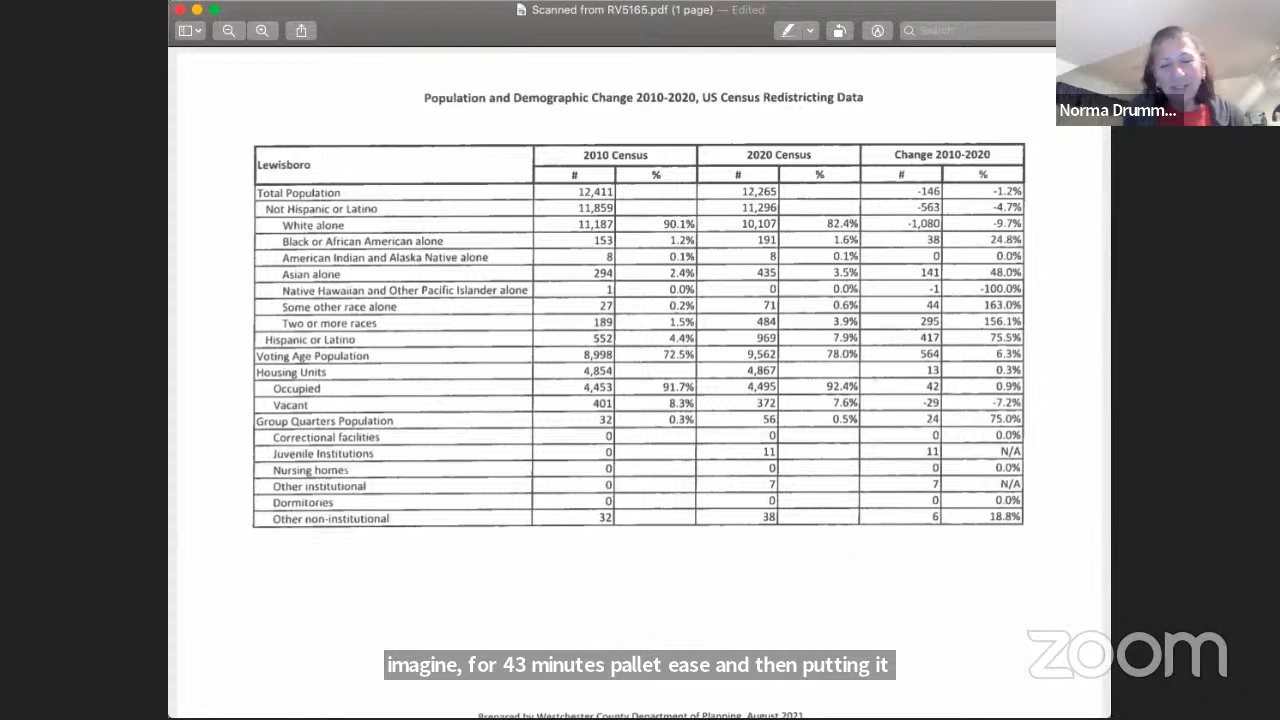 Scanned from RV5165.pdf (1 page) — Edited
Search
Norma Drumm...
Population and Demographic Change 2010-2020, US Census Redistricting Data
Lewisboro 2010 Census 2020 Census Change 2010-2020
# % # % # %
Total Population 12,411 12,265 -146 -1.2%
Not Hispanic or Latino 11,859 11,296 -563 -4.7%
White alone 11,187 90.1% 10,107 82.4% -1,080 -9.7%
Black or African American alone 153 1.2% 191 1.6% 38 24.8%
American Indian and Alaska Native alone 8 0.1% 8 0.1% 0 0.0%
Asian alone 294 2.4% 435 3.5% 141 48.0%
Native Hawaiian and Other Pacific Islander alone 1 0.0% 0 0.0% -1 -100.0%
Some other race alone 27 0.2% 71 0.6% 44 163.0%
Two or more races 189 1.5% 484 3.9% 295 156.1%
Hispanic or Latino 552 4.4% 969 7.9% 417 75.5%
Voting Age Population 8,998 72.5% 9,562 78.0% 564 6.3%
Housing Units 4,854 4,867 13 0.3%
Occupied 4,453 91.7% 4,495 92.4% 42 0.9%
Vacant 401 8.3% 372 7.6% -29 -7.2%
Group Quarters Population 32 0.3% 56 0.5% 24 75.0%
Correctional facilities 0 0 0 0.0%
Juvenile Institutions 0 11 11 N/A
Nursing homes 0 0 0 0.0%
Other institutional 0 7 7 N/A
Dormitories 0 0 0 0.0%
Other non-institutional 32 38 6 18.8%
imagine, for 43 minutes pallet ease and then putting it
zoom
Prepared by Westchester County Department of Planning, August 2021